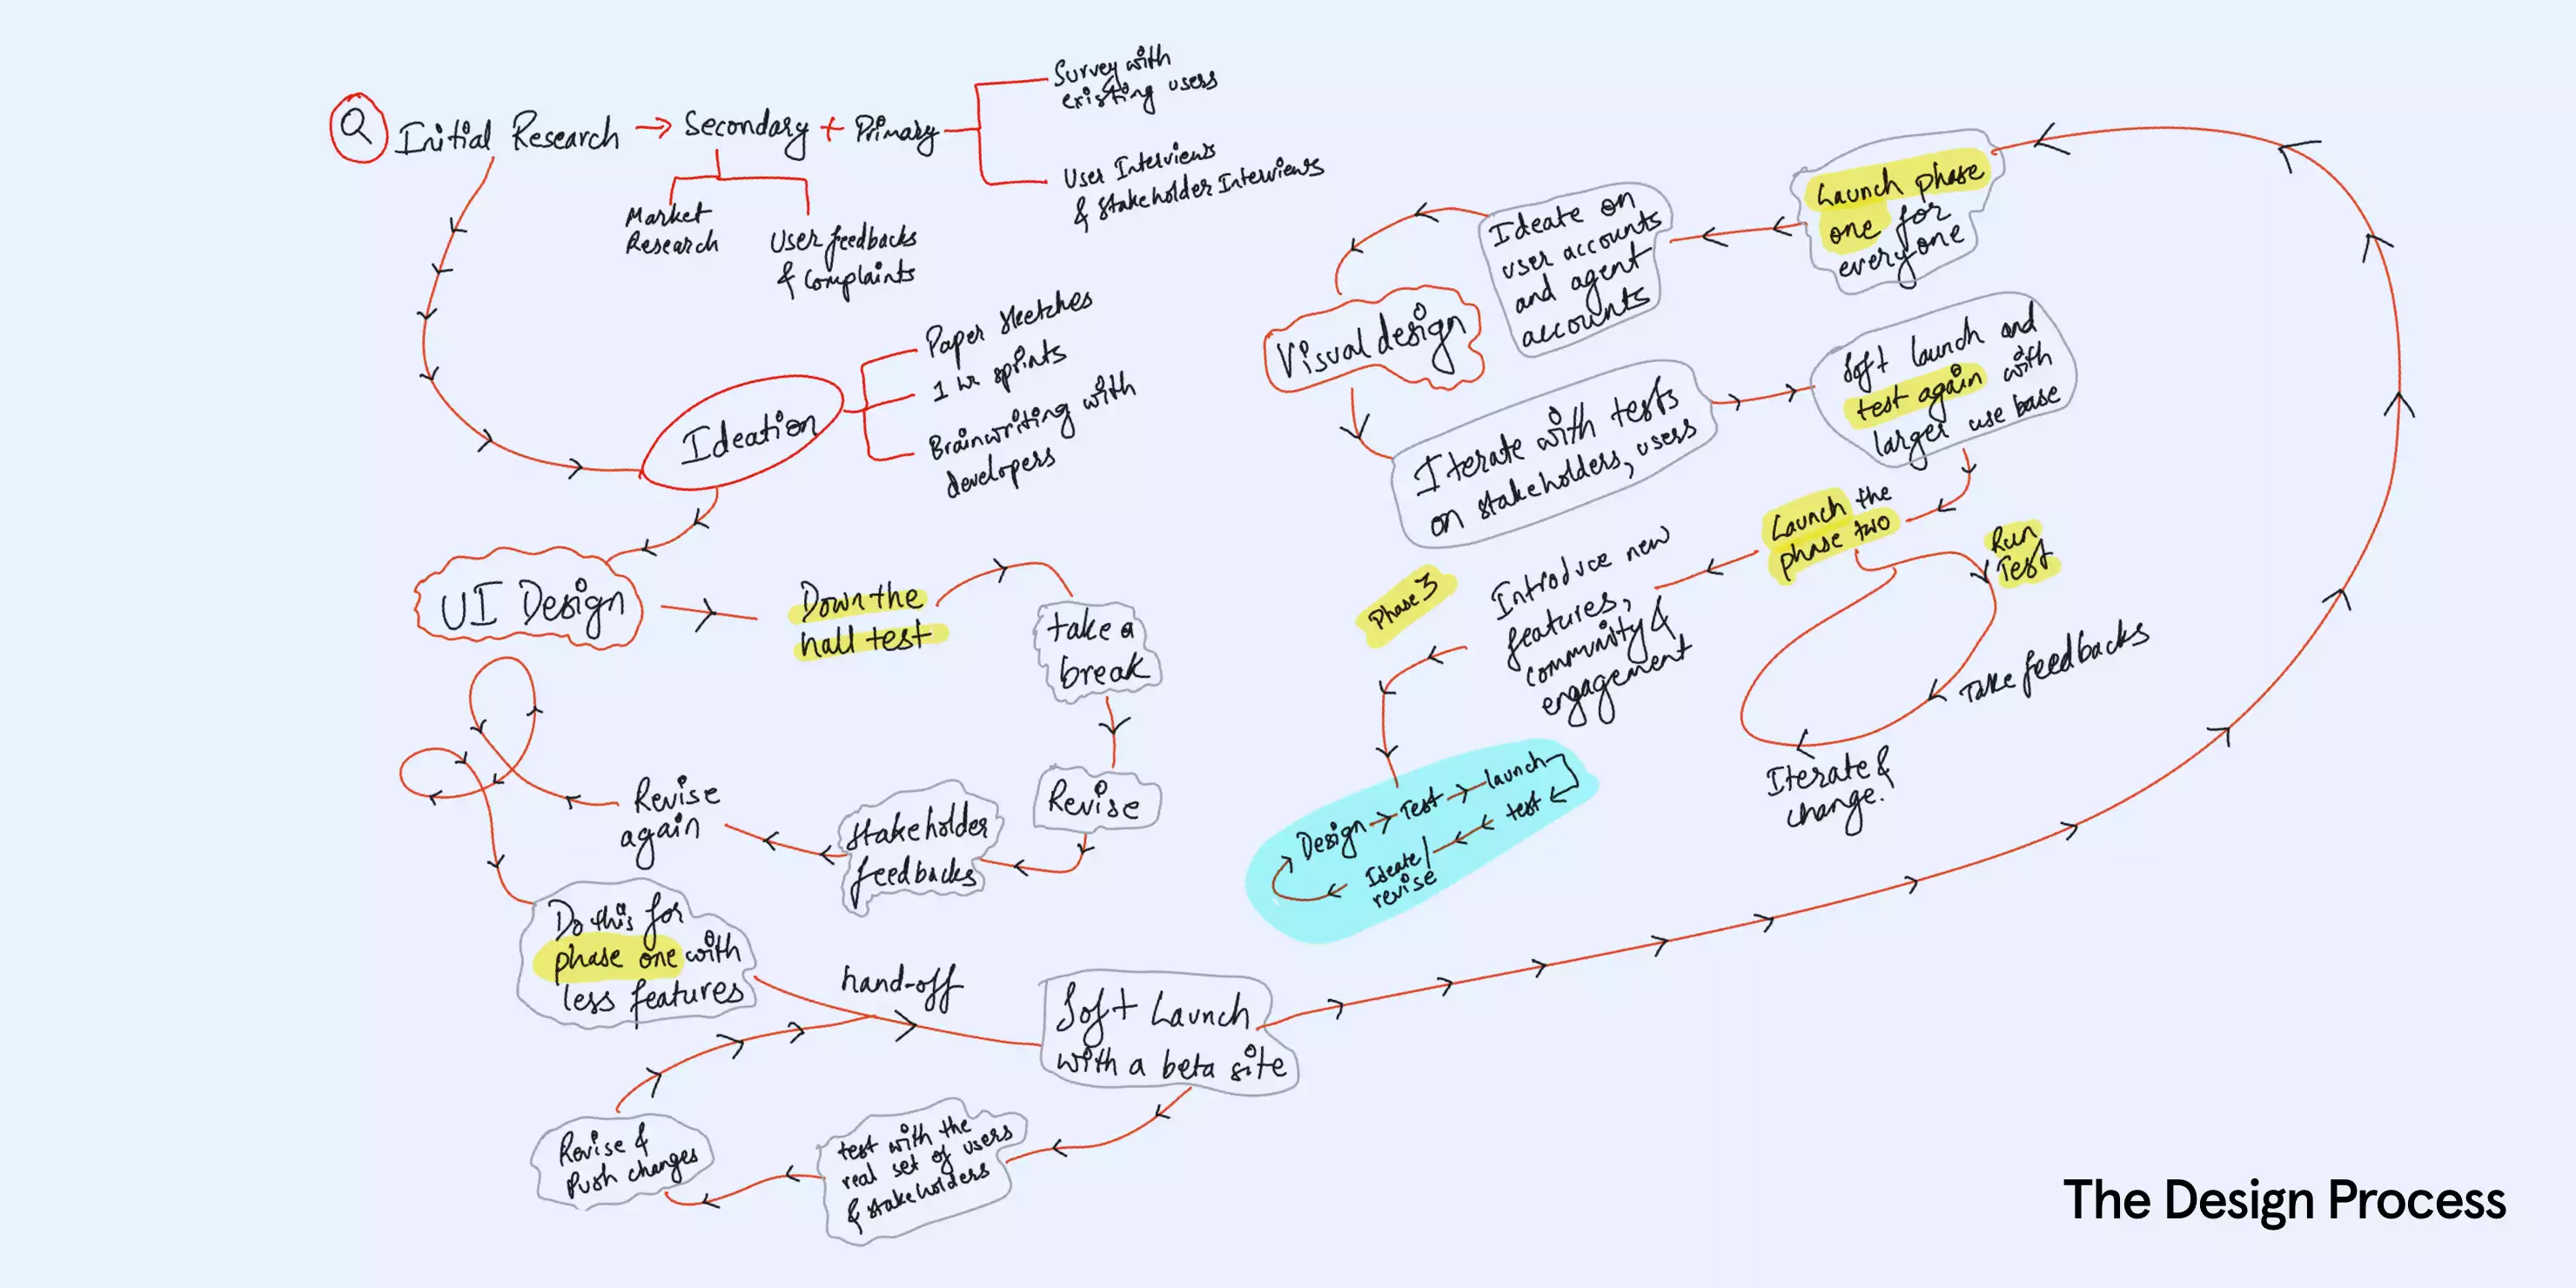 Initial Research → Secondary + Primary
Survey with
existing users
User Interviews
& Stakeholder Interviews
Market
Research
User feedbacks
& Complaints
Ideation
Paper sketches
1 hr sprints
Brainwriting with
developers
UI Design
Down the
hall test
take a
break
Revise
Stakeholder
feedbacks
Revise
again
Do this for
phase one with
less features
hand-off
Soft Launch
with a beta site
test with the
real set of users
& stakeholders
Revise &
Push changes
Launch phase
one for
everyone
Ideate on
user accounts
and agent
accounts
Visual design
Iterate with tests
on stakeholders, users
Soft launch and
test again with
larger use base
Launch the
phase two
Run
Test
Take feedbacks
Iterate &
change!
Introduce new
features,
community &
engagement
Phase 3
Design → Test → launch
test
Ideate/
revise
The Design Process